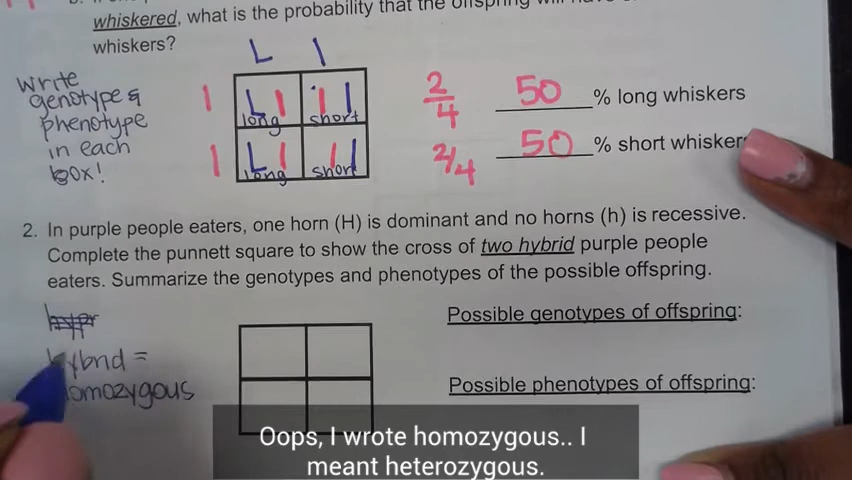 whiskered, what is the probability that the offspring will have
whiskers?
L l
Write
genotype &
phenotype
in each
box!
l Ll ll
long short
l Ll ll
long short
2/4 50 % long whiskers
2/4 50 % short whisker
2. In purple people eaters, one horn (H) is dominant and no horns (h) is recessive.
Complete the punnett square to show the cross of two hybrid purple people
eaters. Summarize the genotypes and phenotypes of the possible offspring.
hybrid =
homozygous
Possible genotypes of offspring:
Possible phenotypes of offspring:
Oops, I wrote homozygous.. I
meant heterozygous.